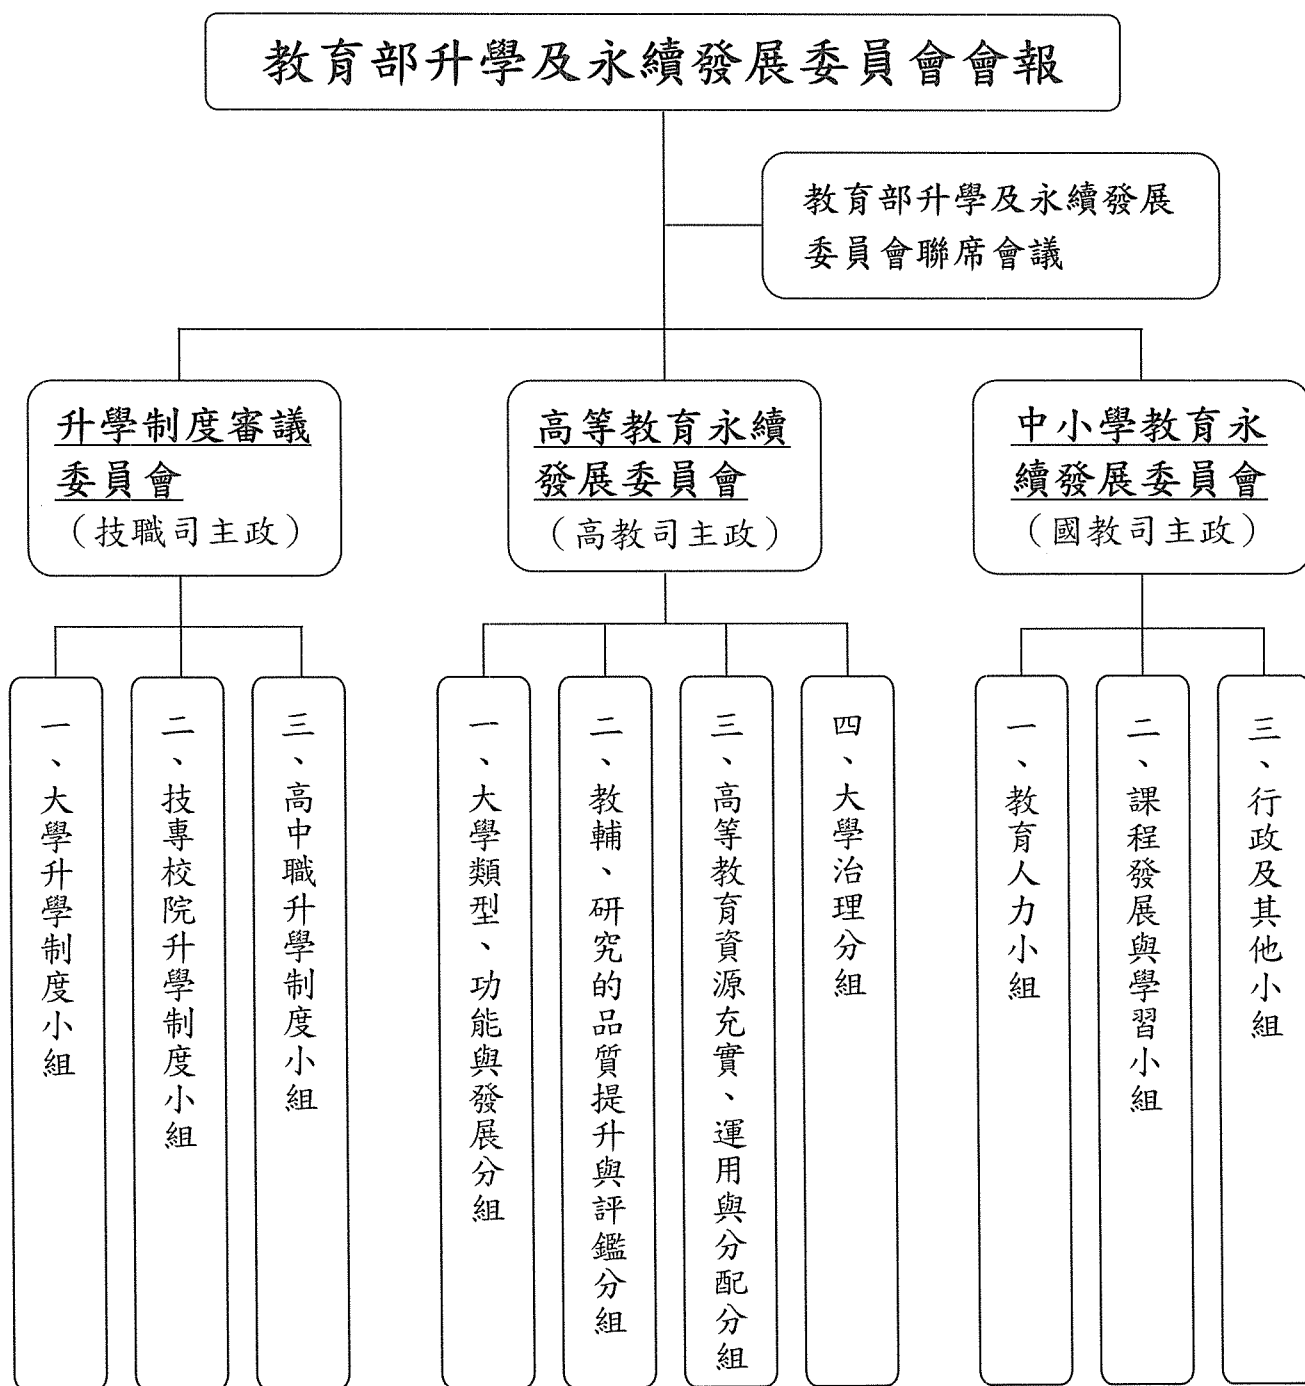 教育部升學及永續發展委員會會報
教育部升學及永續發展
委員會聯席會議
升學制度審議
委員會
（技職司主政）
高等教育永續
發展委員會
（高教司主政）
中小學教育永
續發展委員會
（國教司主政）
一、大學升學制度小組
二、技專校院升學制度小組
三、高中職升學制度小組
一、大學類型、功能與發展分組
二、教輔、研究的品質提升與評鑑分組
三、高等教育資源充實、運用與分配分組
四、大學治理分組
一、教育人力小組
二、課程發展與學習小組
三、行政及其他小組